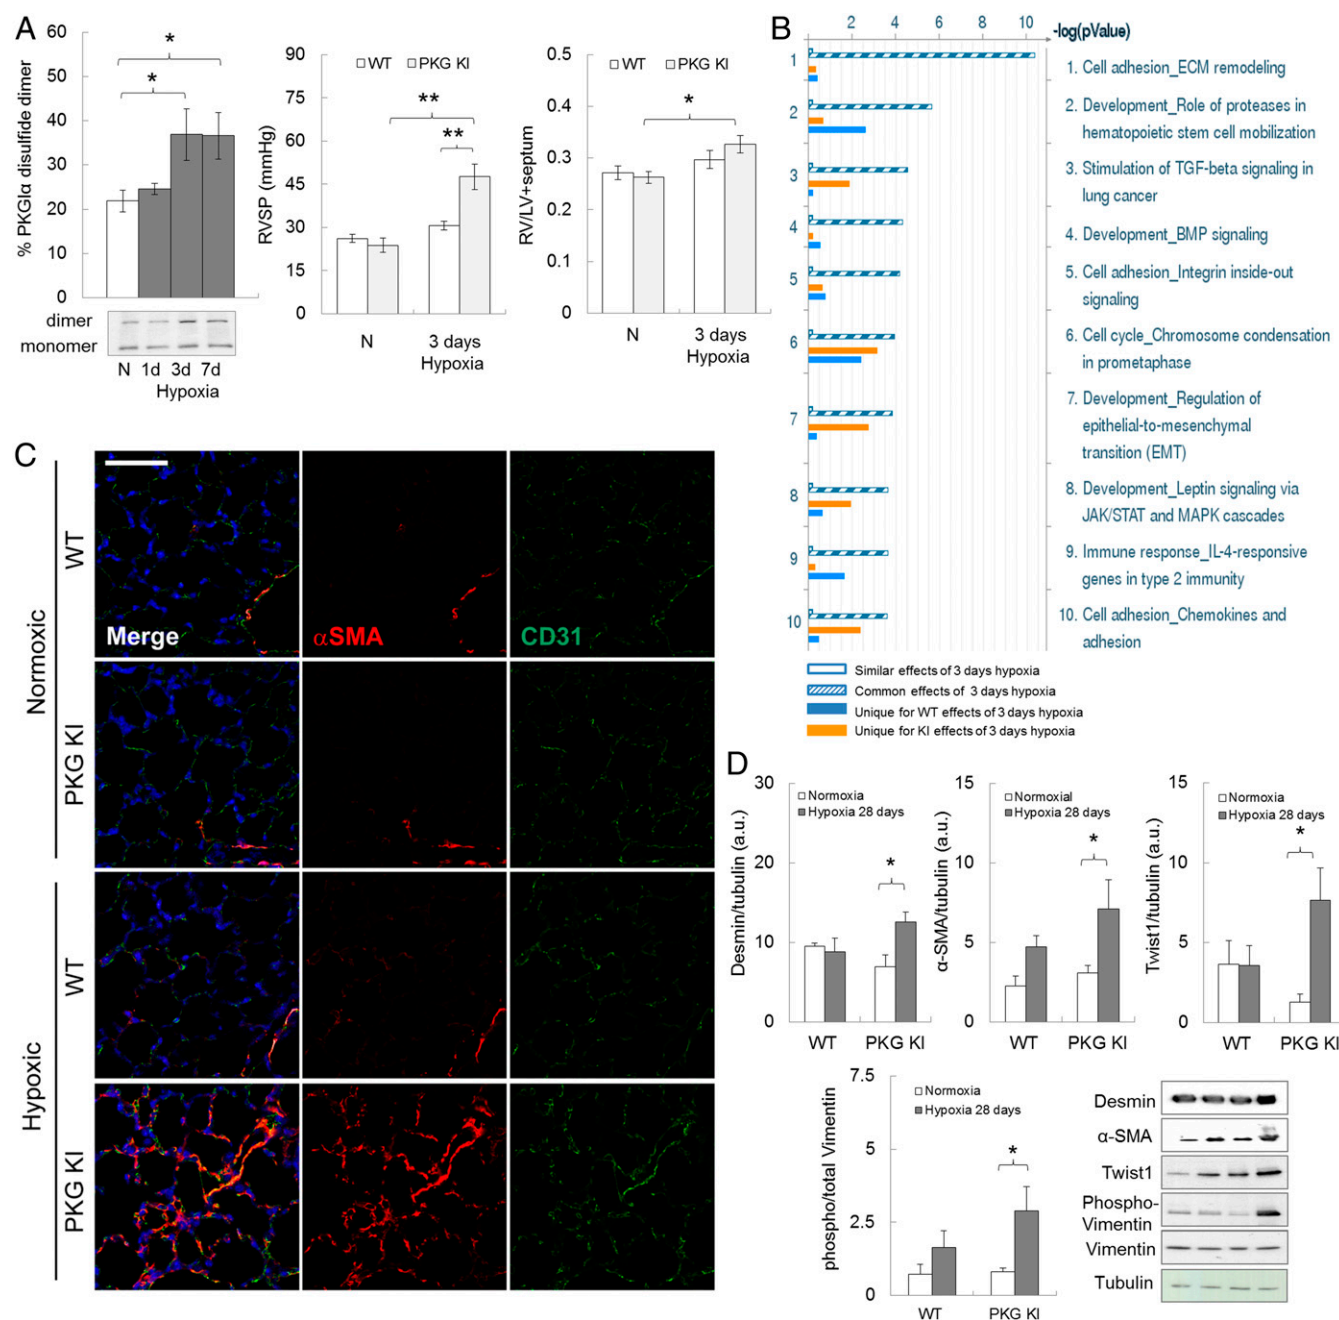 A
% PKGIα disulfide dimer
60
50
40
30
20
10
0
*
*
dimer
monomer
N 1d 3d 7d
Hypoxia
RVSP (mmHg)
90
75
60
45
30
15
0
WT PKG KI
**
**
N
3 days
Hypoxia
RV/LV+septum
0.5
0.4
0.3
0.2
0.1
0
WT PKG KI
*
N
3 days
Hypoxia
B
2 4 6 8 10 -log(pValue)
1
2
3
4
5
6
7
8
9
10
1. Cell adhesion_ECM remodeling
2. Development_Role of proteases in
hematopoietic stem cell mobilization
3. Stimulation of TGF-beta signaling in
lung cancer
4. Development_BMP signaling
5. Cell adhesion_Integrin inside-out
signaling
6. Cell cycle_Chromosome condensation
in prometaphase
7. Development_Regulation of
epithelial-to-mesenchymal
transition (EMT)
8. Development_Leptin signaling via
JAK/STAT and MAPK cascades
9. Immune response_IL-4-responsive
genes in type 2 immunity
10. Cell adhesion_Chemokines and
adhesion
Similar effects of 3 days hypoxia
Common effects of 3 days hypoxia
Unique for WT effects of 3 days hypoxia
Unique for KI effects of 3 days hypoxia
C
Normoxic
WT
PKG KI
Hypoxic
WT
PKG KI
Merge
αSMA
CD31
D
Desmin/tubulin (a.u.)
30
20
10
0
Normoxia
Hypoxia 28 days
*
WT PKG KI
α-SMA/tubulin (a.u.)
15
10
5
0
Normoxial
Hypoxia 28 days
*
WT PKG KI
Twist1/tubulin (a.u.)
15
10
5
0
Normoxia
Hypoxia 28 days
*
WT PKG KI
phospho/total Vimentin
7.5
5
2.5
0
Normoxia
Hypoxia 28 days
*
WT PKG KI
Desmin
α-SMA
Twist1
Phospho-
Vimentin
Vimentin
Tubulin